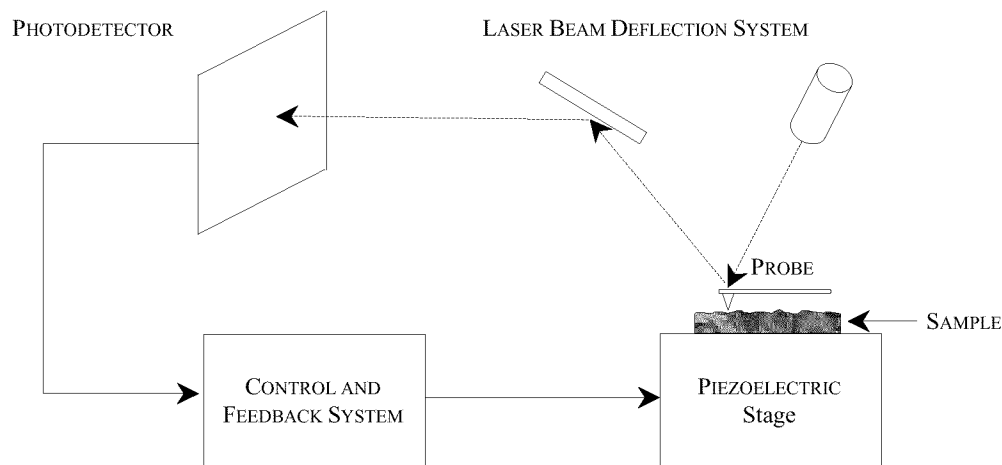 PHOTODETECTOR
LASER BEAM DEFLECTION SYSTEM
PROBE
SAMPLE
CONTROL AND
FEEDBACK SYSTEM
PIEZOELECTRIC
Stage